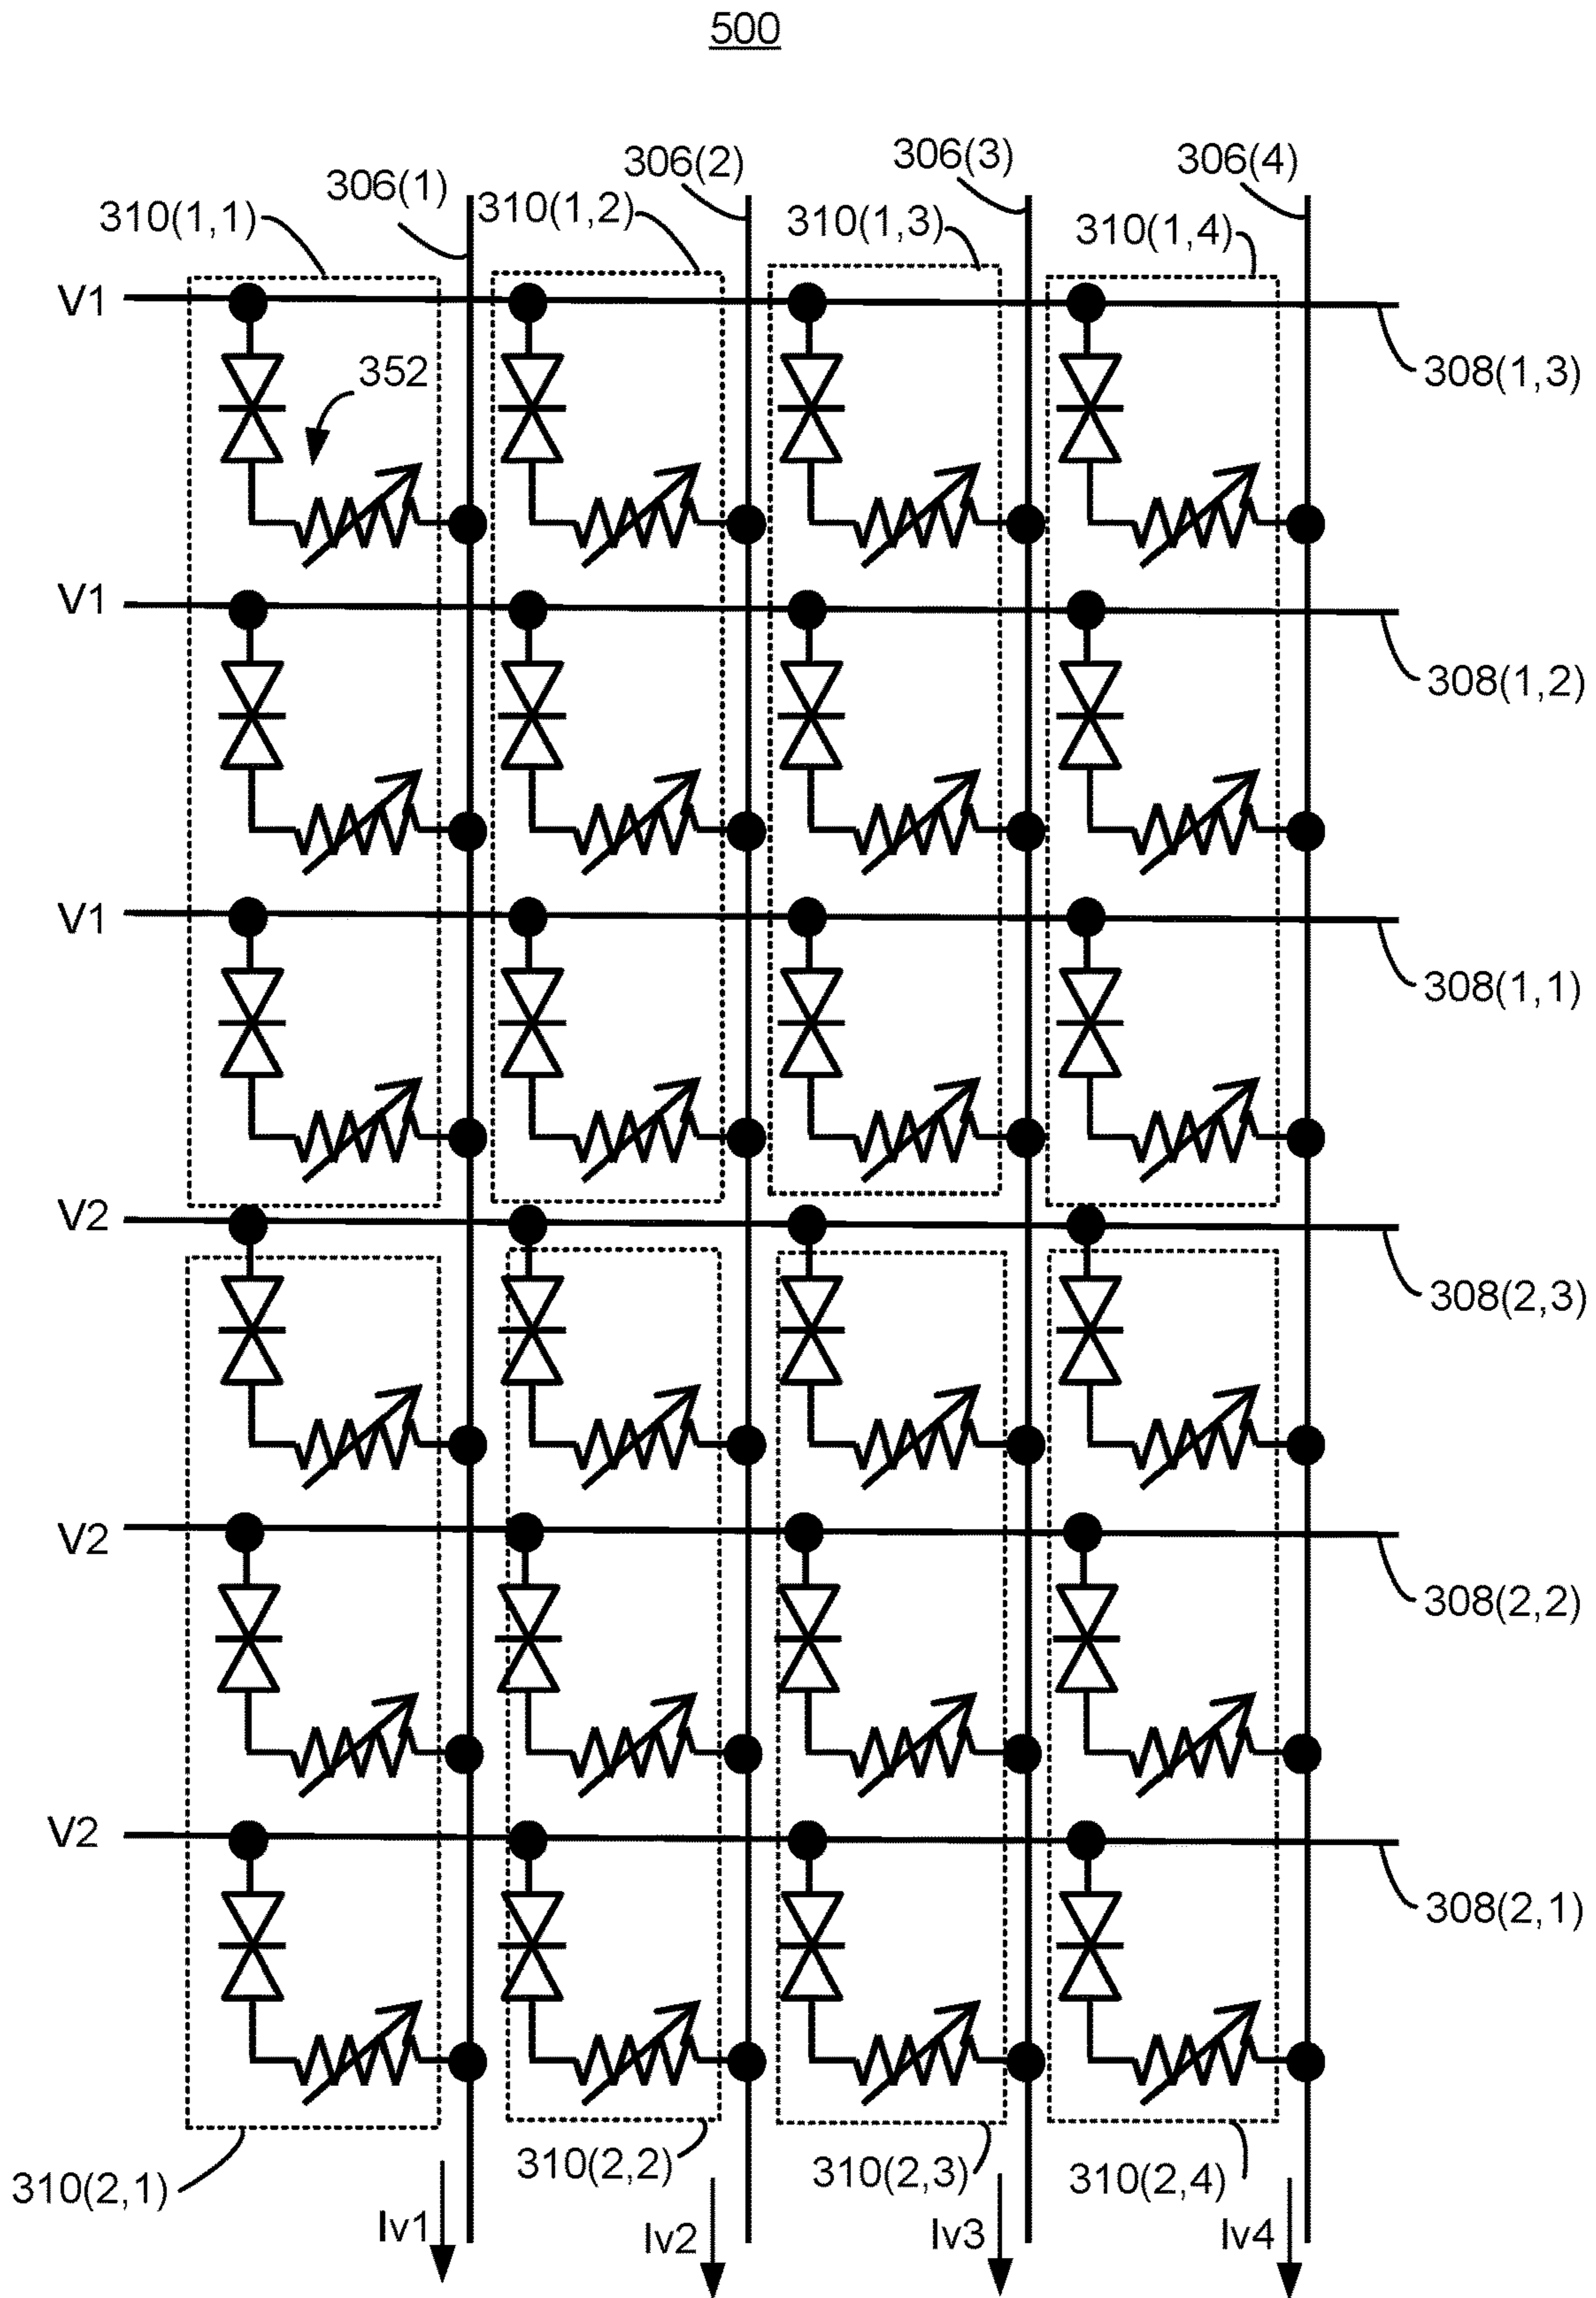 500
306(1)
306(2)
306(3)
306(4)
310(1,1)
310(1,2)
310(1,3)
310(1,4)
V1
308(1,3)
352
V1
308(1,2)
V1
308(1,1)
V2
308(2,3)
V2
308(2,2)
V2
308(2,1)
310(2,1)
310(2,2)
310(2,3)
310(2,4)
Iv1
Iv2
Iv3
Iv4